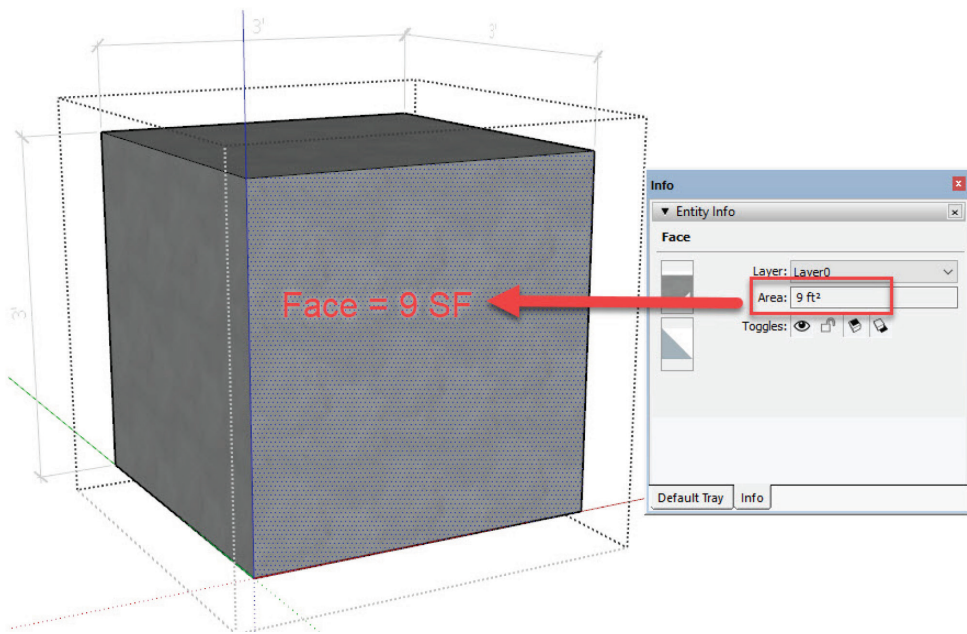 3'
3'
3'
Info
Entity Info
Face
Layer: Layer0
Area: 9 ft²
Face = 9 SF
Toggles:
Default Tray
Info